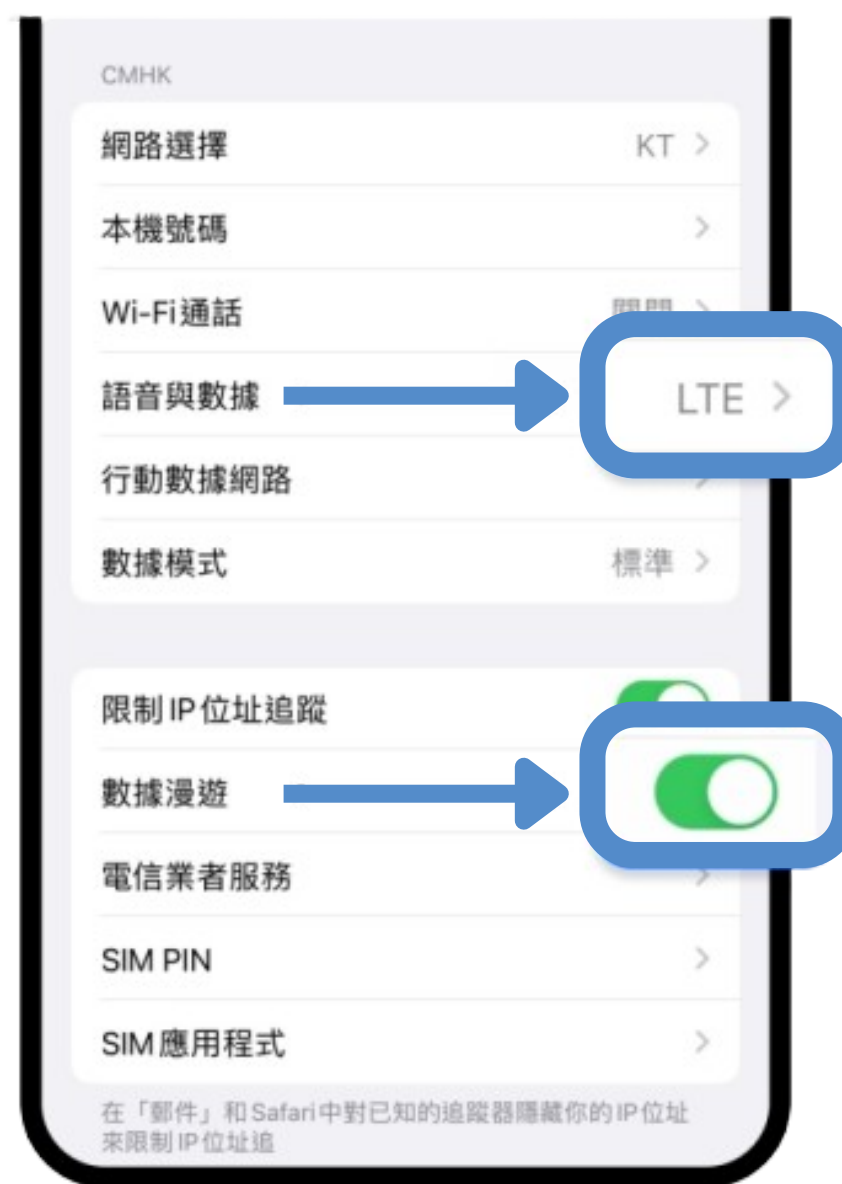 CMHK
網路選擇 KT
本機號碼
Wi-Fi通話
語音與數據 LTE
行動數據網路
數據模式 標準
限制IP位址追蹤
數據漫遊
電信業者服務
SIM PIN
SIM應用程式
在「郵件」和Safari中對已知的追蹤器隱藏你的IP位址
來限制IP位址追